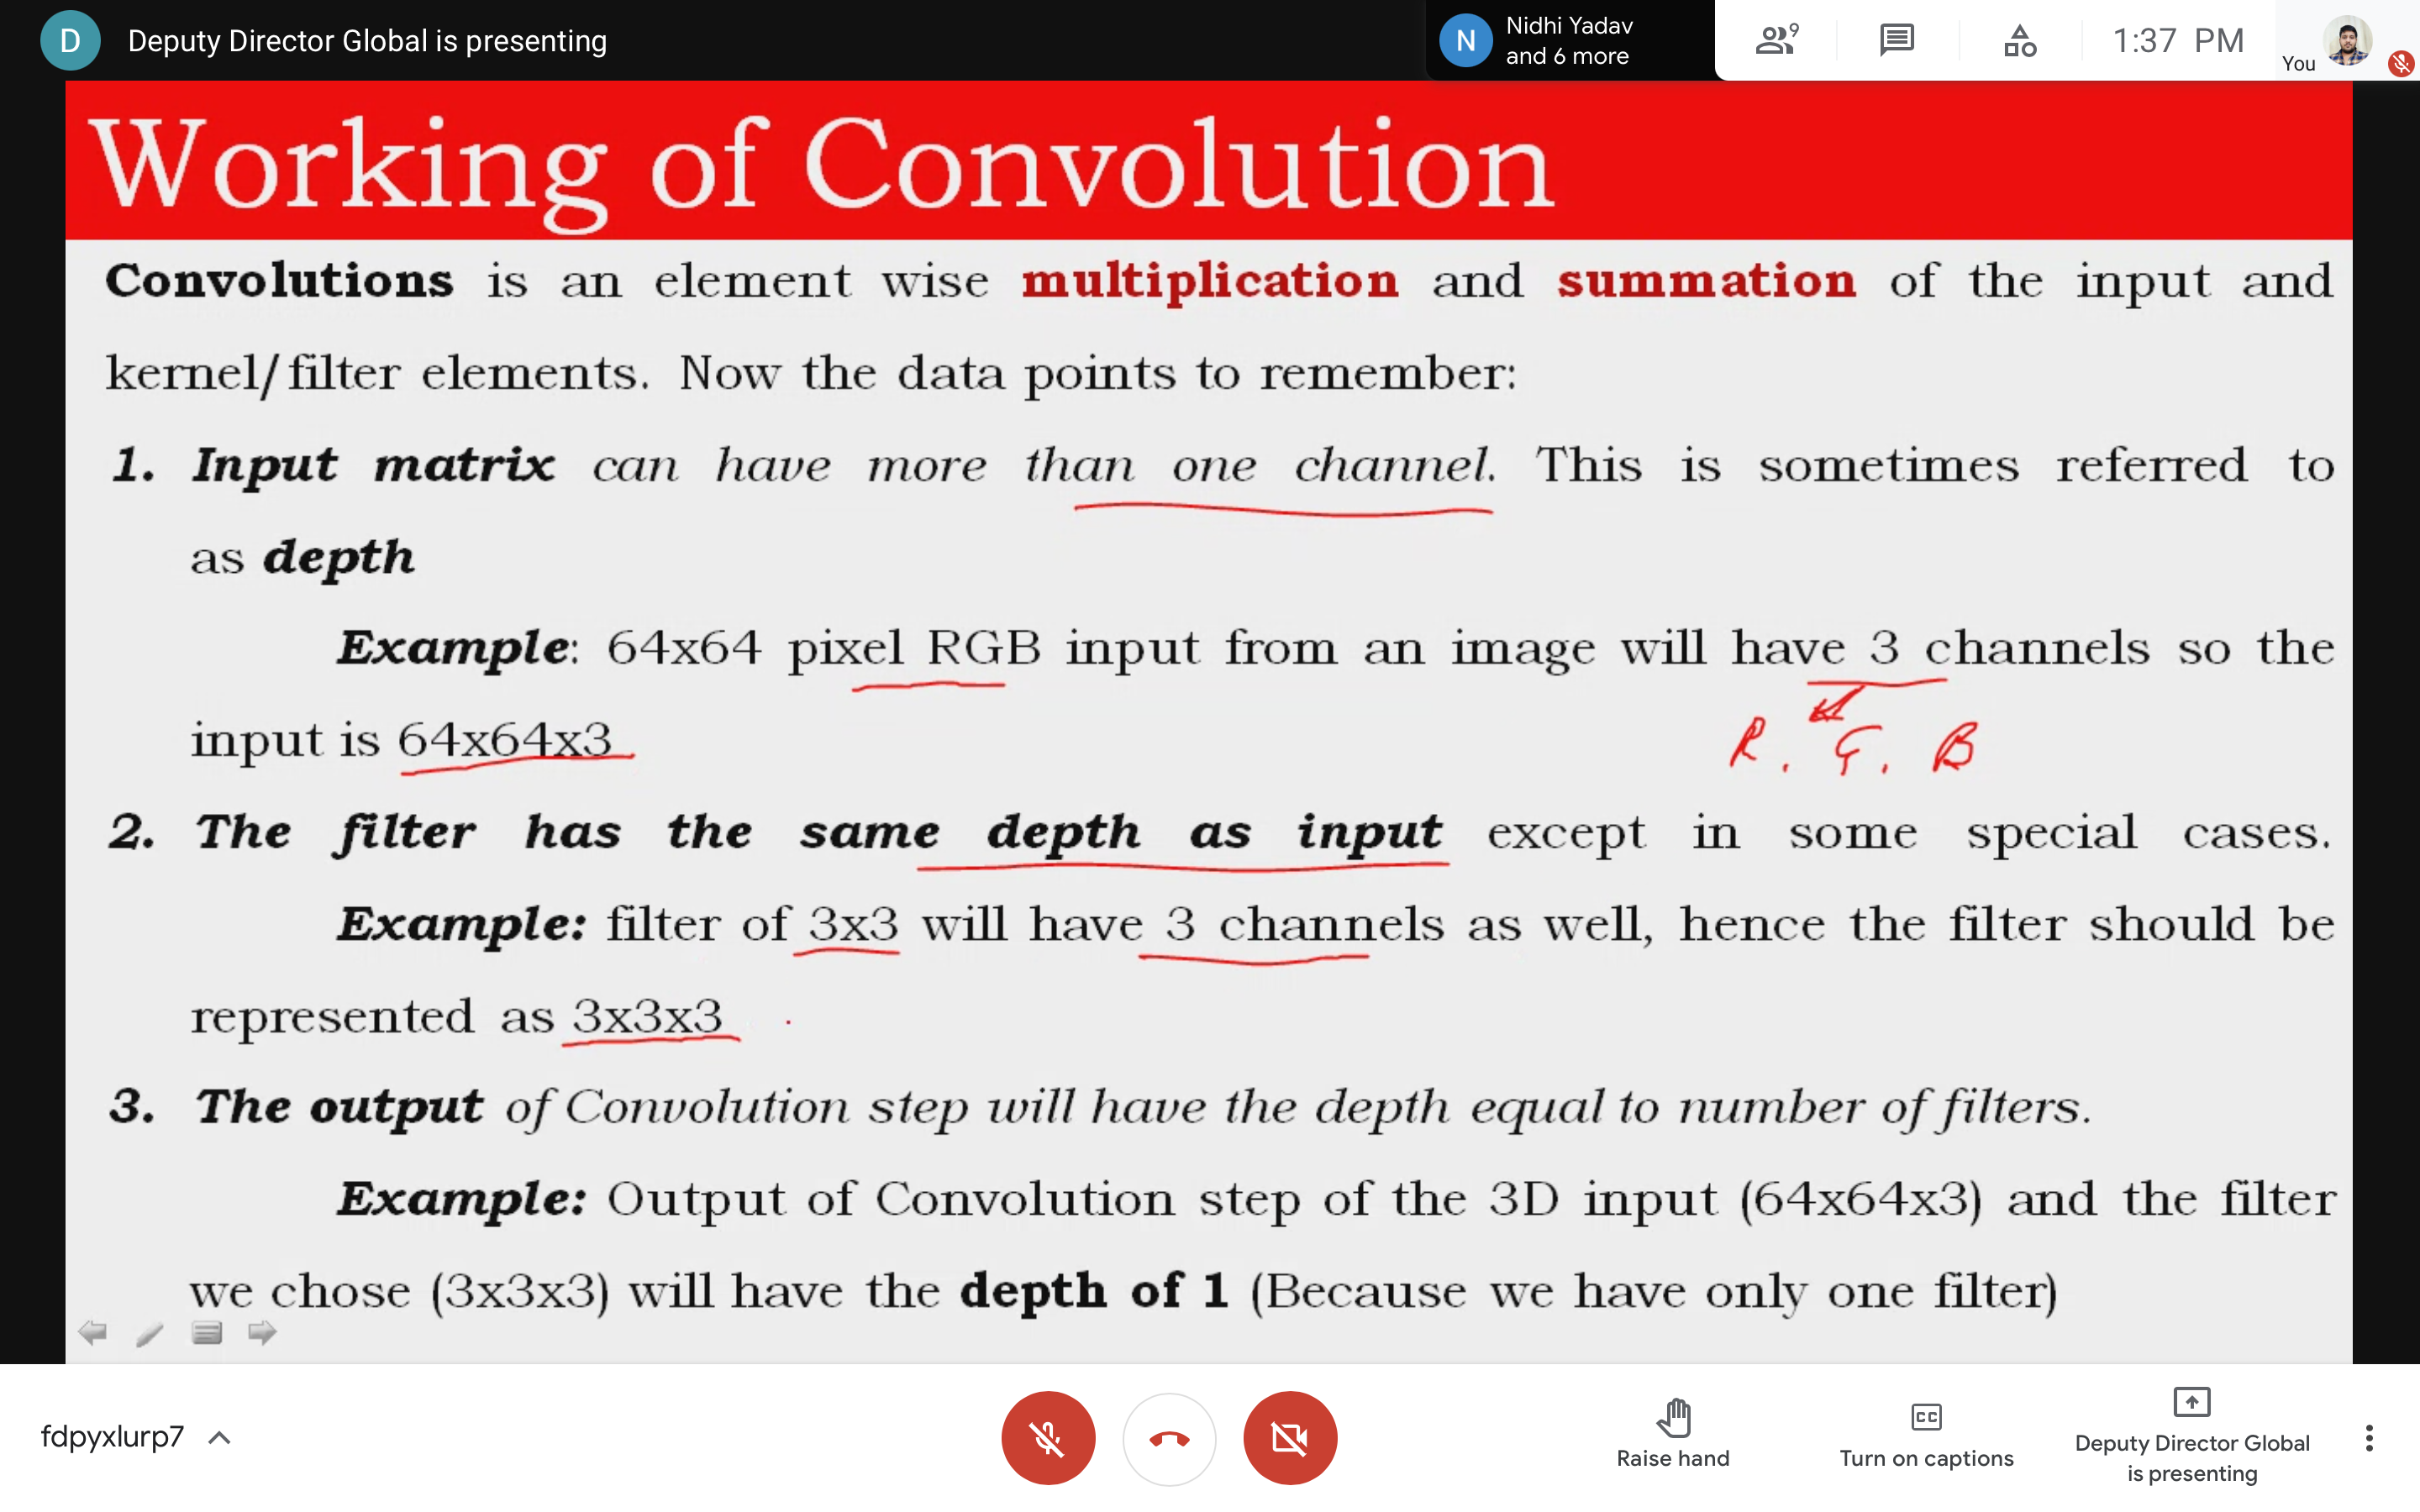 D Deputy Director Global is presenting
N Nidhi Yadav
and 6 more
9
1:37 PM
You
Working of Convolution
Convolutions is an element wise multiplication and summation of the input and
kernel/filter elements. Now the data points to remember:
1. Input matrix can have more than one channel. This is sometimes referred to
as depth
Example: 64x64 pixel RGB input from an image will have 3 channels so the
input is 64x64x3
R. G. B
2. The filter has the same depth as input except in some special cases.
Example: filter of 3x3 will have 3 channels as well, hence the filter should be
represented as 3x3x3
3. The output of Convolution step will have the depth equal to number of filters.
Example: Output of Convolution step of the 3D input (64x64x3) and the filter
we chose (3x3x3) will have the depth of 1 (Because we have only one filter)
fdpyxlurp7
Raise hand
CC
Turn on captions
Deputy Director Global
is presenting